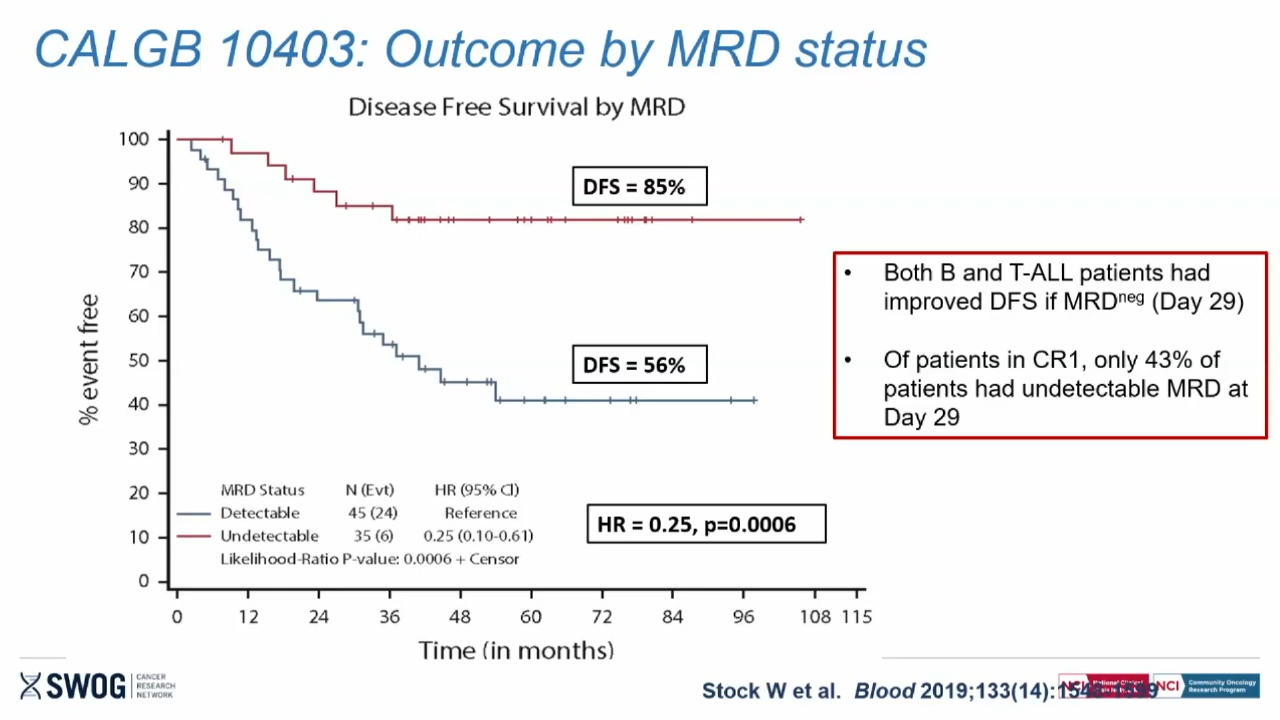 CALGB 10403: Outcome by MRD status
Disease Free Survival by MRD
% event free
100
90
80
70
60
50
40
30
20
10
0
DFS = 85%
DFS = 56%
HR = 0.25, p=0.0006
MRD Status N (Evt) HR (95% CI)
Detectable 45 (24) Reference
Undetectable 35 (6) 0.25 (0.10-0.61)
Likelihood-Ratio P-value: 0.0006 + Censor
0 12 24 36 48 60 72 84 96 108 115
Time (in months)
• Both B and T-ALL patients had
improved DFS if MRDneg (Day 29)
• Of patients in CR1, only 43% of
patients had undetectable MRD at
Day 29
SWOG
CANCER
RESEARCH
NETWORK
Stock W et al. Blood 2019;133(14):
NCI
NCI
Community Oncology
Research Program